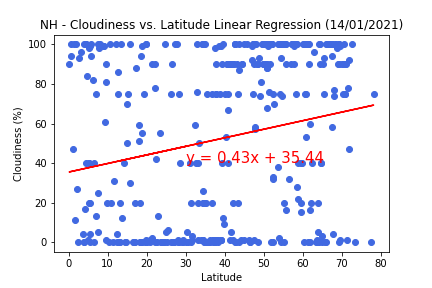 NH - Cloudiness vs. Latitude Linear Regression (14/01/2021)
100
80
60
40
20
0
Cloudiness (%)
y = 0.43x + 35.44
0 10 20 30 40 50 60 70 80
Latitude